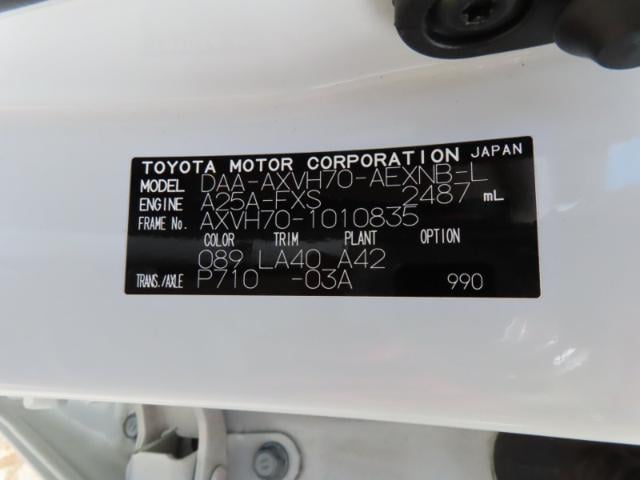 TOYOTA MOTOR CORPORATION JAPAN
MODEL DAA-AXVH70-AEXNB-L
ENGINE A25A-FXS 2487 mL
FRAME No. AXVH70-1010835
COLOR TRIM PLANT OPTION
089 LA40 A42
TRANS./AXLE P710 -03A 990